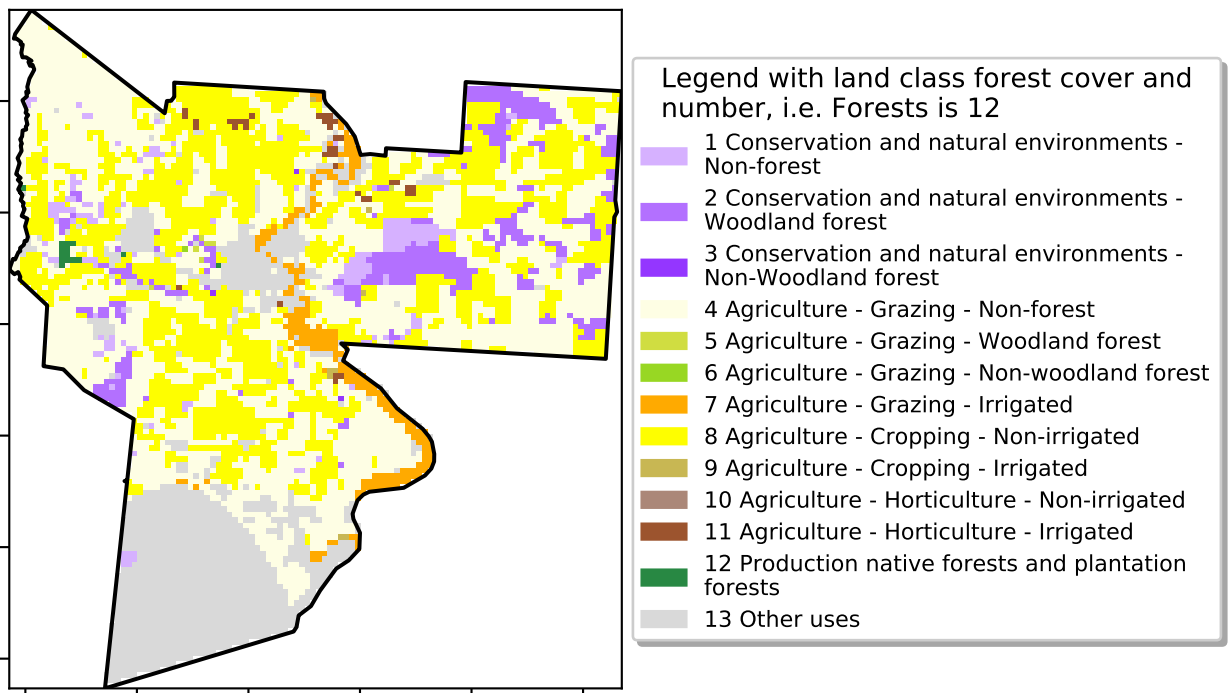 Legend with land class forest cover and
number, i.e. Forests is 12
1 Conservation and natural environments -
Non-forest
2 Conservation and natural environments -
Woodland forest
3 Conservation and natural environments -
Non-Woodland forest
4 Agriculture - Grazing - Non-forest
5 Agriculture - Grazing - Woodland forest
6 Agriculture - Grazing - Non-woodland forest
7 Agriculture - Grazing - Irrigated
8 Agriculture - Cropping - Non-irrigated
9 Agriculture - Cropping - Irrigated
10 Agriculture - Horticulture - Non-irrigated
11 Agriculture - Horticulture - Irrigated
12 Production native forests and plantation
forests
13 Other uses